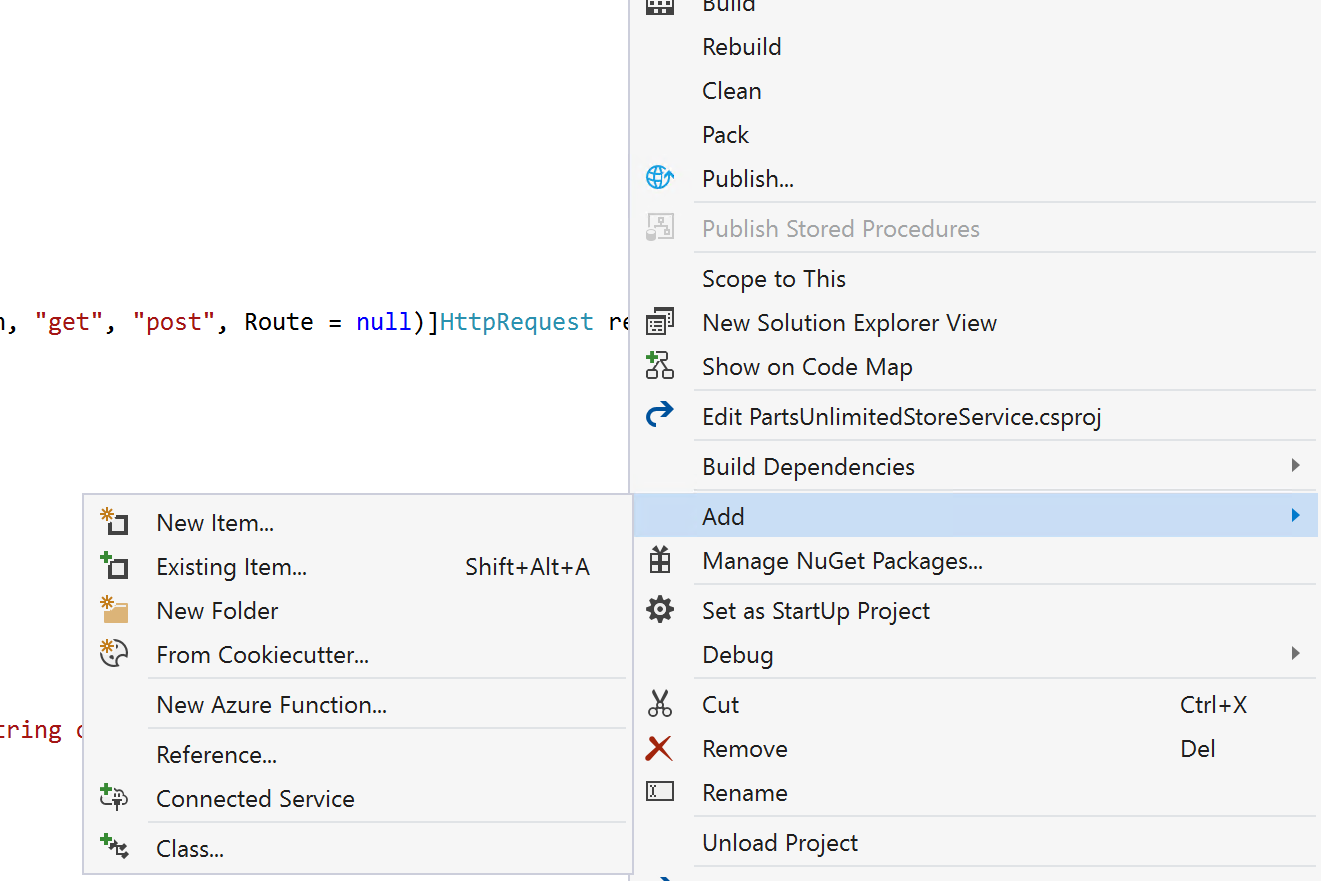 Build
Rebuild
Clean
Pack
Publish...
Publish Stored Procedures
Scope to This
, "get", "post", Route = null)]HttpRequest
New Solution Explorer View
Show on Code Map
Edit PartsUnlimitedStoreService.csproj
Build Dependencies
Add
New Item...
Existing Item... Shift+Alt+A
New Folder
From Cookiecutter...
New Azure Function...
Reference...
Connected Service
Class...
Manage NuGet Packages...
Set as StartUp Project
Debug
Cut Ctrl+X
Remove Del
Rename
Unload Project
tring